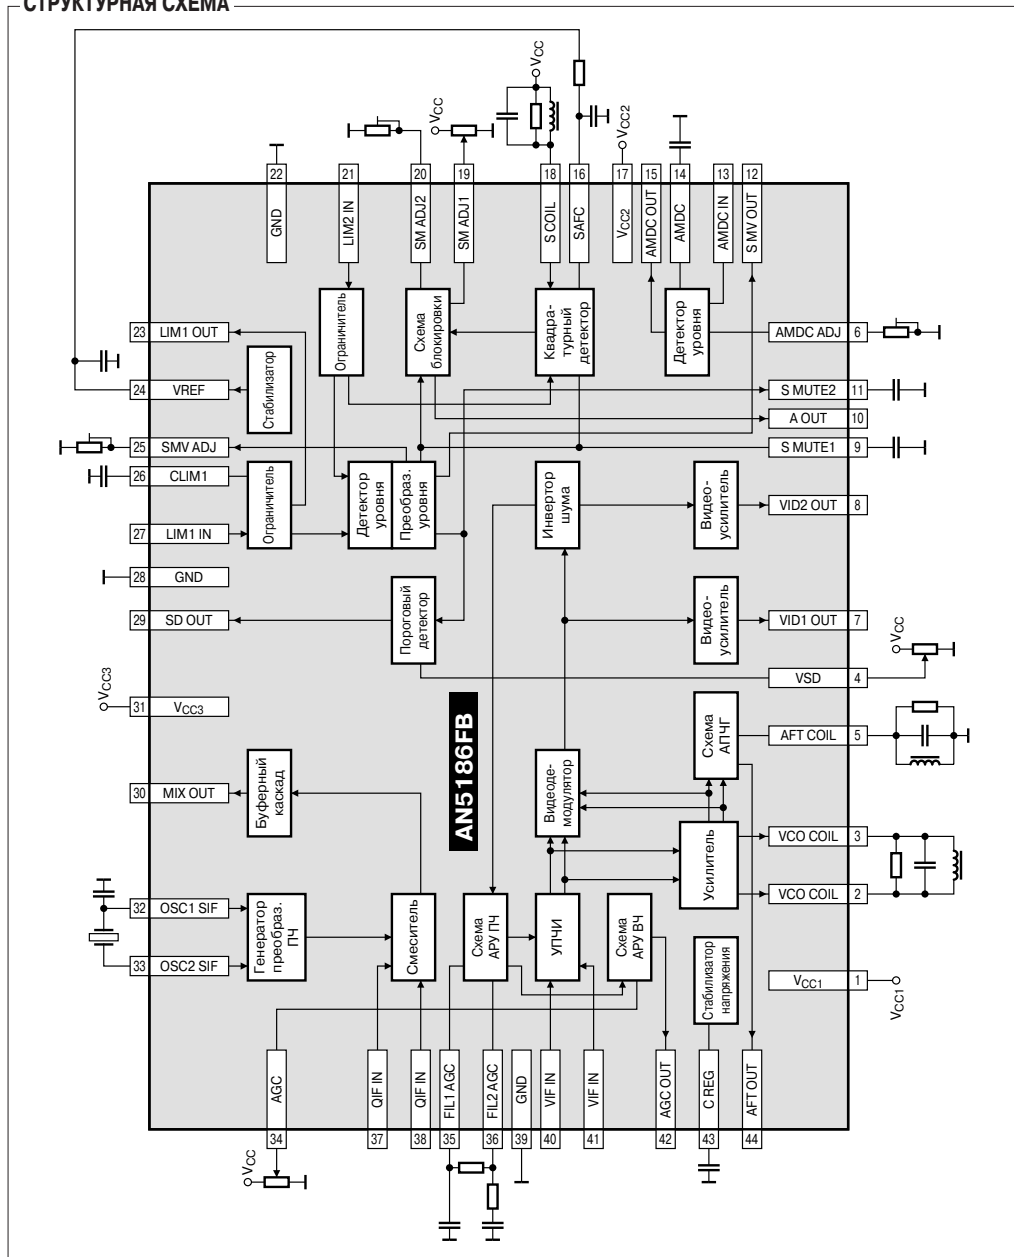 СТРУКТУРНАЯ СХЕМА
VCC
VCC
VCC2
22
21
20
19
18
16
17
15
14
13
12
GND
LIM2 IN
SM ADJ2
SM ADJ1
S COIL
SAFC
VCC2
AMDC OUT
AMDC
AMDC IN
S MV OUT
23
LIM1 OUT
24
VREF
25
SMV ADJ
26
CLIM1
27
LIM1 IN
28
GND
29
SD OUT
VCC3
31
VCC3
30
MIX OUT
32
OSC1 SIF
33
OSC2 SIF
Стабилизатор
Ограничитель
Схема
блокировки
Квадра-
турный
детектор
Детектор
уровня
Ограничитель
Детектор
уровня
Преобраз.
уровня
Инвертор
шума
Видео-
усилитель
Пороговый
детектор
Видео-
усилитель
AN5186FB
Буферный
каскад
Видеоде-
модулятор
Схема
АПЧГ
Усилитель
Генератор
преобраз.
ПЧ
Смеситель
Схема
АРУ ПЧ
УПЧИ
Схема
АРУ ВЧ
Стабилизатор
напряжения
AMDC ADJ
6
S MUTE2
11
A OUT
10
S MUTE1
9
VID2 OUT
8
VID1 OUT
7
VCC
VSD
4
AFT COIL
5
VCO COIL
3
VCO COIL
2
VCC1
1
VCC1
AGC
QIF IN
QIF IN
FIL1 AGC
FIL2 AGC
GND
VIF IN
VIF IN
AGC OUT
C REG
AFT OUT
34
37
38
35
36
39
40
41
42
43
44
VCC